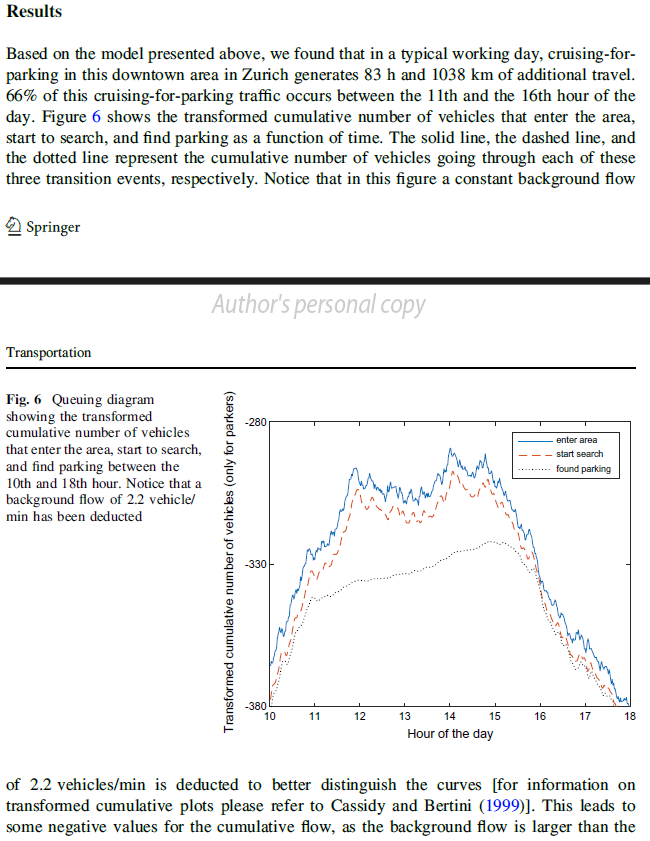 Results
Based on the model presented above, we found that in a typical working day, cruising-for-
parking in this downtown area in Zurich generates 83 h and 1038 km of additional travel.
66% of this cruising-for-parking traffic occurs between the 11th and the 16th hour of the
day. Figure 6 shows the transformed cumulative number of vehicles that enter the area,
start to search, and find parking as a function of time. The solid line, the dashed line, and
the dotted line represent the cumulative number of vehicles going through each of these
three transition events, respectively. Notice that in this figure a constant background flow
Springer
Author's personal copy
Transportation
Fig. 6 Queuing diagram
showing the transformed
cumulative number of vehicles
that enter the area, start to search,
and find parking between the
10th and 18th hour. Notice that a
background flow of 2.2 vehicle/
min has been deducted
Transformed cumulative number of vehicles (only for parkers)
-280
-330
-380
enter area
start search
found parking
10 11 12 13 14 15 16 17 18
Hour of the day
of 2.2 vehicles/min is deducted to better distinguish the curves [for information on
transformed cumulative plots please refer to Cassidy and Bertini (1999)]. This leads to
some negative values for the cumulative flow, as the background flow is larger than the